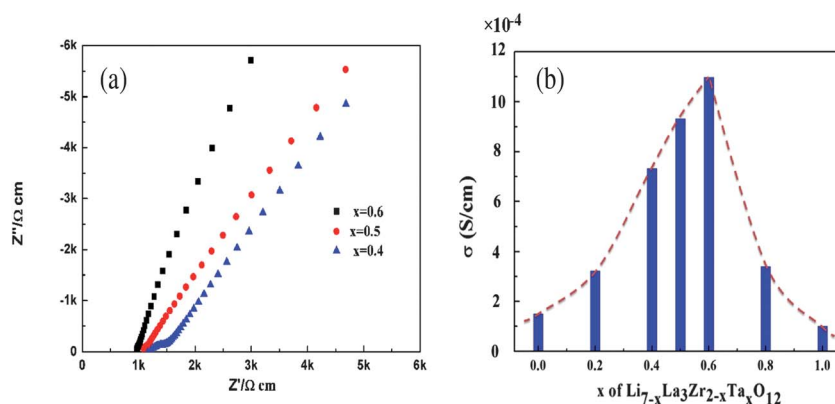 (a)
-6k
-5k
-4k
-3k
-2k
-1k
0
0
1k
2k
3k
4k
5k
6k
Z''/Ω cm
Z'/Ω cm
x=0.6
x=0.5
x=0.4
(b)
×10⁻⁴
12
10
8
6
4
2
0
0.0
0.2
0.4
0.6
0.8
1.0
σ (S/cm)
x of Li₇₋ₓLa₃Zr₂₋ₓTaₓO₁₂